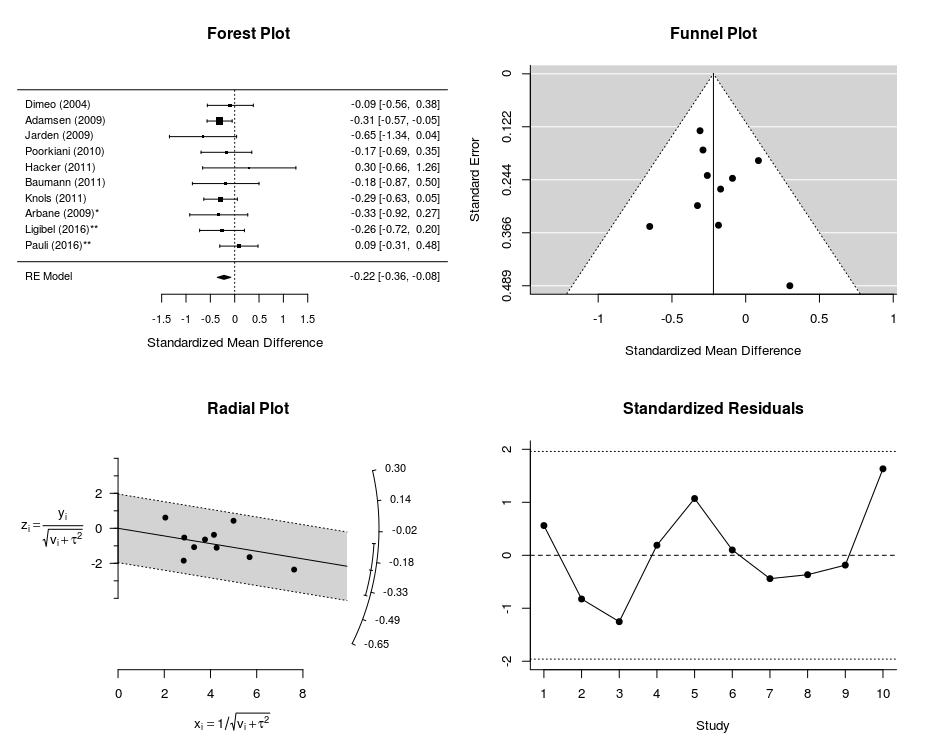 Forest Plot
Dimeo (2004) -0.09 [-0.56, 0.38]
Adamsen (2009) -0.31 [-0.57, -0.05]
Jarden (2009) -0.65 [-1.34, 0.04]
Poorkiani (2010) -0.17 [-0.69, 0.35]
Hacker (2011) 0.30 [-0.66, 1.26]
Baumann (2011) -0.18 [-0.87, 0.50]
Knols (2011) -0.29 [-0.63, 0.05]
Arbane (2009)* -0.33 [-0.92, 0.27]
Ligibel (2016)** -0.26 [-0.72, 0.20]
Pauli (2016)** 0.09 [-0.31, 0.48]
RE Model -0.22 [-0.36, -0.08]
-1.5 -1 -0.5 0 0.5 1 1.5
Standardized Mean Difference
Funnel Plot
Standard Error
0
0.122
0.244
0.366
0.489
-1 -0.5 0 0.5 1
Standardized Mean Difference
Radial Plot
zi = yi / √vi + τ2
2
0
-2
0.30
0.14
-0.02
-0.18
-0.33
-0.49
-0.65
0 2 4 6 8
xi = 1/√vi + τ2
Standardized Residuals
2
1
0
-1
-2
1 2 3 4 5 6 7 8 9 10
Study